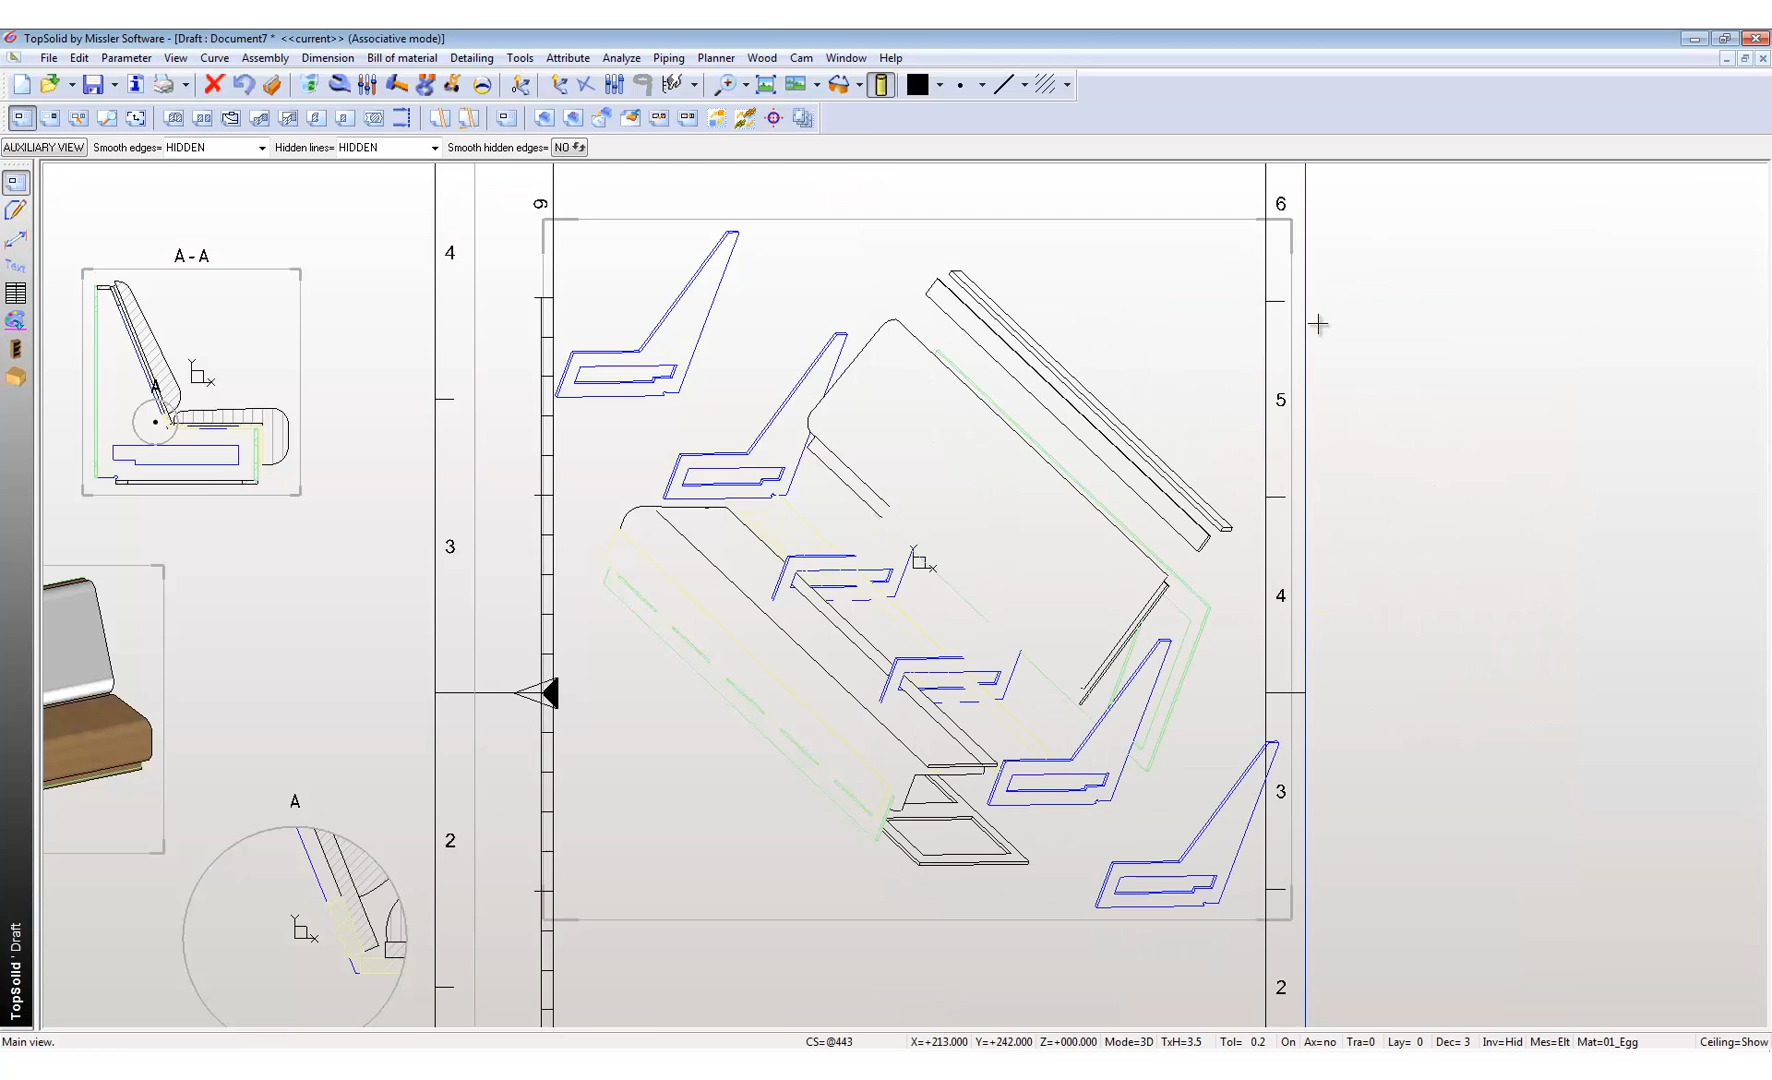 TopSolid by Missler Software - [Draft : Document7 *  <<current>> (Associative mode)]
File Edit Parameter View Curve Assembly Dimension Bill of material Detailing Tools Attribute Analyze Piping Planner Wood Cam Window Help
AUXILIARY VIEW Smooth edges= HIDDEN Hidden lines= HIDDEN Smooth hidden edges= NO
Text
TopSolid ' Draft
A - A
A
Y
X
4
3
2
A
Y
X
6
6
5
4
3
2
Y
X
Main view.
CS=@443 X=+213.000 Y=+242.000 Z=+000.000 Mode=3D TxH=3.5 Tol= 0.2 On Ax=no Tra=0 Lay= 0 Dec= 3 Inv=Hid Mes=Elt Mat=01_Egg Ceiling=Show